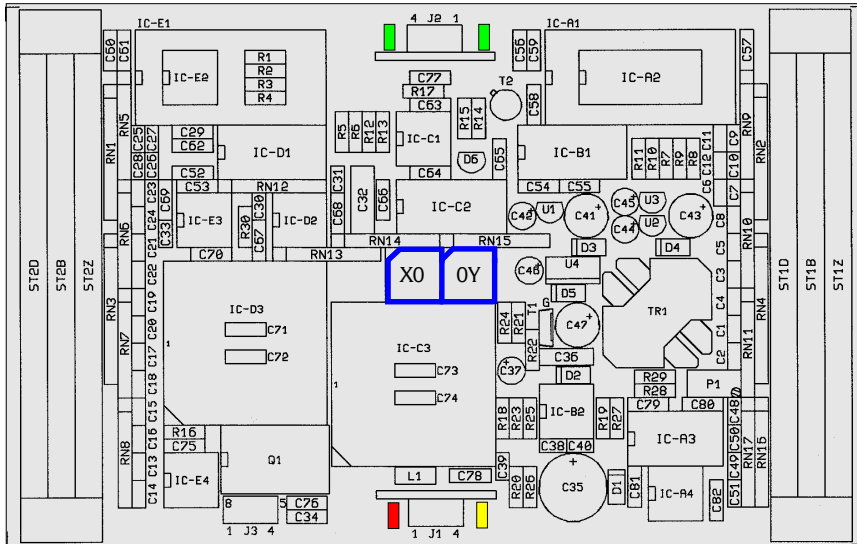 IC-E1 4 J2 1 IC-A1
C60 C61 C56 C59 C57
IC-E2 R1 R2 R3 R4 C77 R17 C63 T2 IC-A2 C58
RN1 RN5 C25 C27 C29 C62 R5 R6 R12 R13 IC-C1 R15 R14 RN9 RN2
C28 C26 IC-D1 D6 C65 IC-B1 R11 R10 R7 R9 R8 C11 C12 C9 C10
C52 C53 RN12 C31 C64 C54 C55 C6 C7
C23 C69 C32 C66 C45 U3
C24 C33 IC-E3 R30 C30 C67 IC-D2 C68 IC-C2 C42 U1 C41 C44 U2 C43 C8
RN6 C21 C70 RN13 RN14 RN15 D3 D4 C5 RN10
ST2D ST2B ST2Z C22 X0 0Y C46 U4 ST1D ST1B ST1Z
RN3 C19 IC-D3 D5 C4 RN4
C20 C71 R24 R21 T1 G C47 TR1 C3
RN7 C17 1 C72 IC-C3 R22 C1 RN11
C18 C73 C37 C36 C2
C15 1 C74 D2 R29 R28 P1
R18 R23 R25 IC-B2 R19 R27 C79 C80 C48
RN8 C16 R16 C75 C38 C40 IC-A3 C50 RN17 RN16
C13 Q1 C39 C49
C14 IC-E4 L1 C78 R20 R26 C35 D1 C81 IC-A4 C82 C51
8 5 C76
1 J3 4 C34 1 J1 4